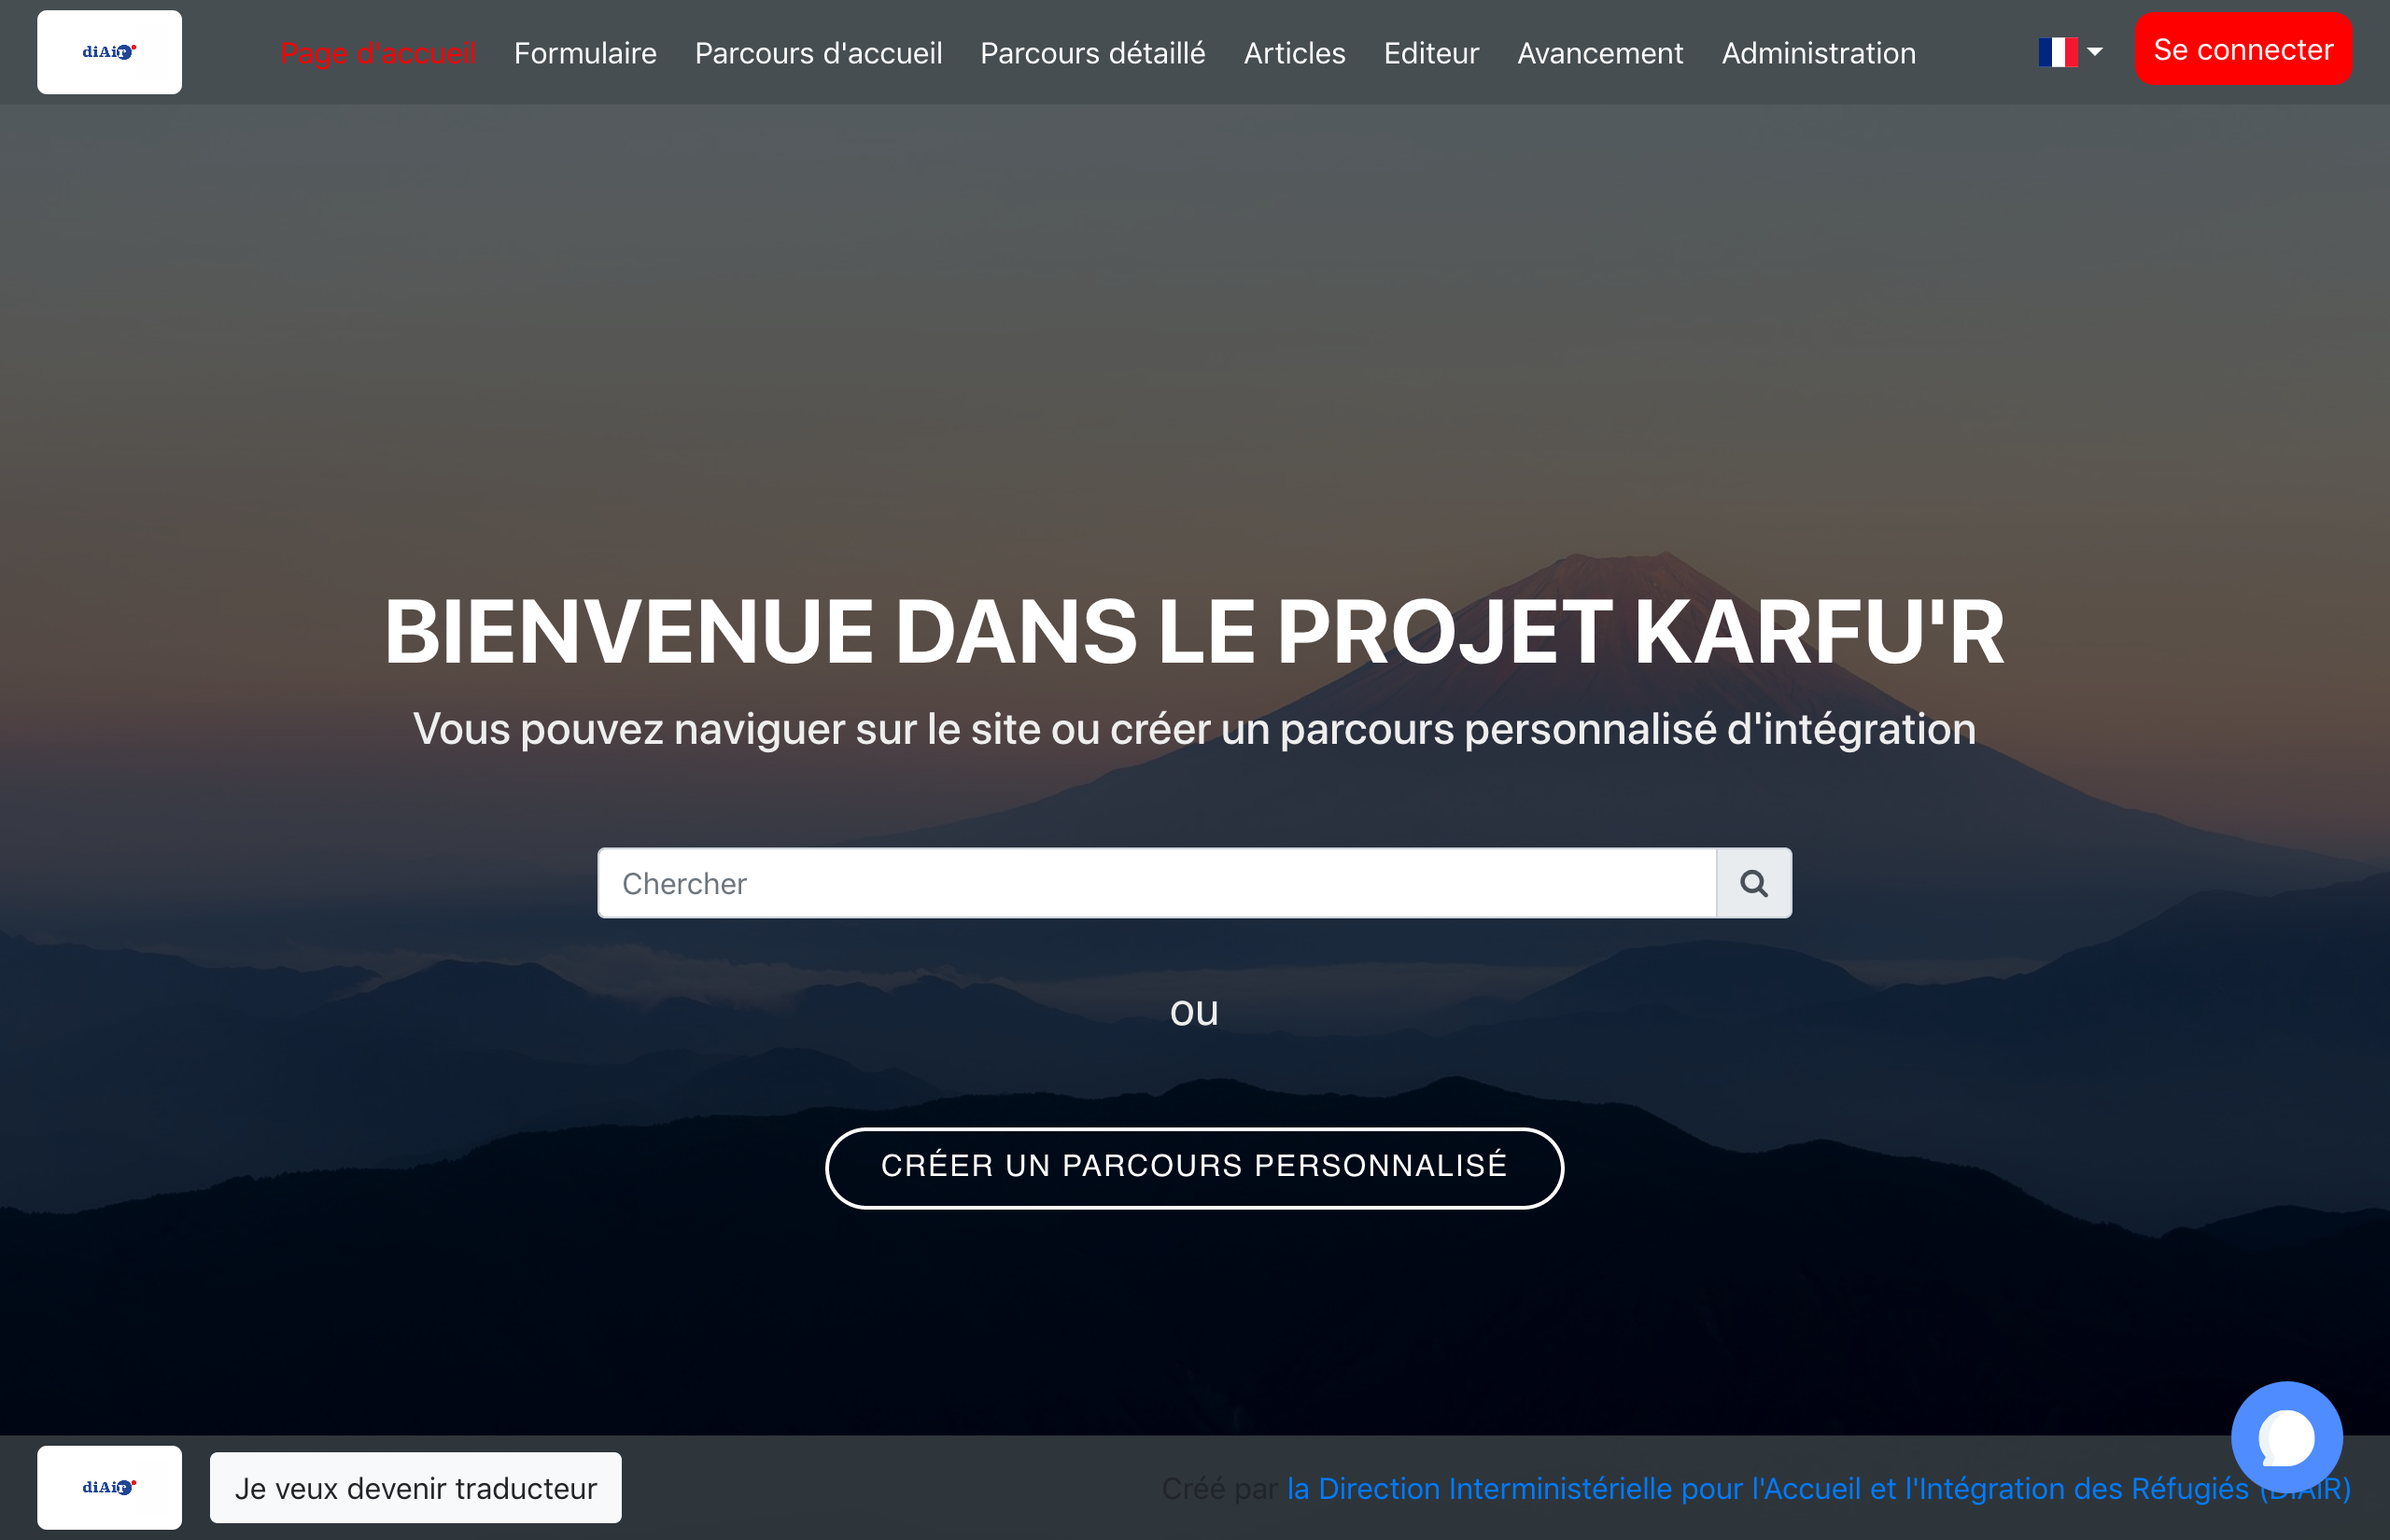 diAir
Page d'accueil Formulaire Parcours d'accueil Parcours détaillé Articles Editeur Avancement Administration Se connecter
BIENVENUE DANS LE PROJET KARFU'R
Vous pouvez naviguer sur le site ou créer un parcours personnalisé d'intégration
Chercher
ou
CRÉER UN PARCOURS PERSONNALISÉ
diAir
Je veux devenir traducteur
Créé par la Direction Interministérielle pour l'Accueil et l'Intégration des Réfugiés (DIAIR)